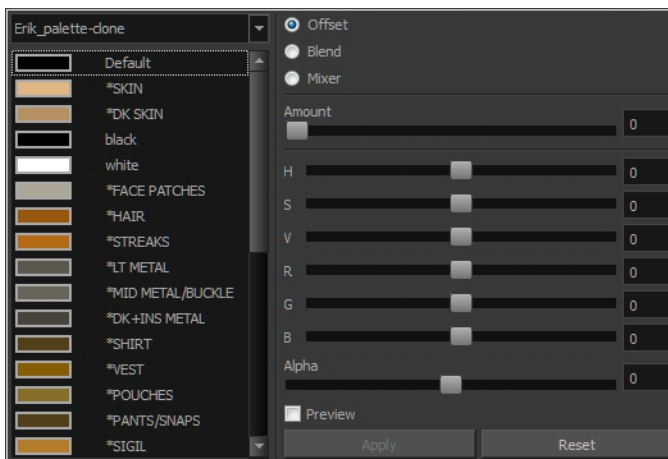 Erik_palette-clone
Default
*SKIN
*DK SKIN
black
white
*FACE PATCHES
*HAIR
*STREAKS
*LT METAL
*MID METAL/BUCKLE
*DK+INS METAL
*SHIRT
*VEST
*POUCHES
*PANTS/SNAPS
*SIGIL
Offset
Blend
Mixer
Amount
0
H 0
S 0
V 0
R 0
G 0
B 0
Alpha
0
Preview
Apply Reset